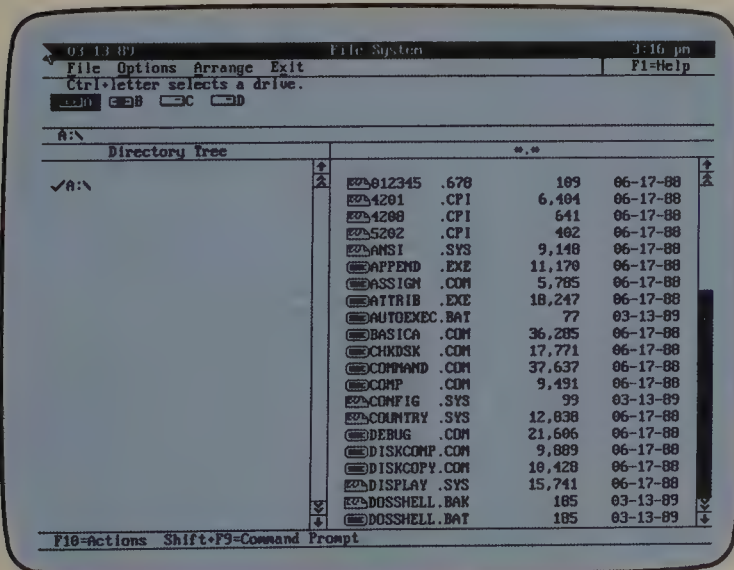 03-13-89 File System 3:16 pm
File Options Arrange Exit F1=Help
Ctrl+letter selects a drive.
A B C D
A:\
Directory Tree *.*
✓A:\
012345 .678 109 06-17-88
4201 .CPI 6,404 06-17-88
4208 .CPI 641 06-17-88
5202 .CPI 402 06-17-88
ANSI .SYS 9,148 06-17-88
APPEND .EXE 11,170 06-17-88
ASSIGN .COM 5,785 06-17-88
ATTRIB .EXE 18,247 06-17-88
AUTOEXEC.BAT 77 03-13-89
BASICA .COM 36,285 06-17-88
CHKDSK .COM 17,771 06-17-88
COMMAND .COM 37,637 06-17-88
COMP .COM 9,491 06-17-88
CONFIG .SYS 99 03-13-89
COUNTRY .SYS 12,838 06-17-88
DEBUG .COM 21,606 06-17-88
DISKCOMP.COM 9,889 06-17-88
DISKCOPY.COM 10,428 06-17-88
DISPLAY .SYS 15,741 06-17-88
DOSSHELL.BAK 185 03-13-89
DOSSHELL.BAT 185 03-13-89
F10=Actions Shift+F9=Command Prompt